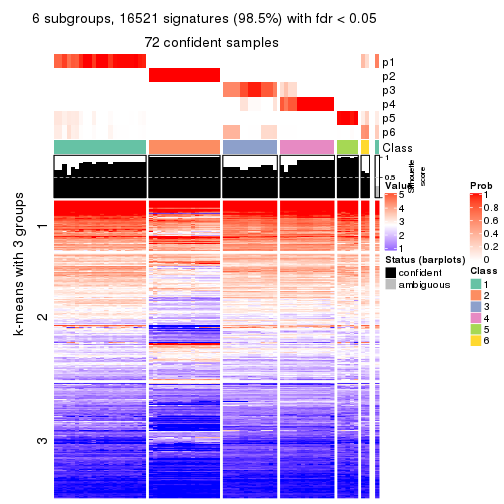 6 subgroups, 16521 signatures (98.5%) with fdr < 0.05
72 confident samples
p1
p2
p3
p4
p5
p6
Class
1
0.5
0
Silhouette
score
k-means with 3 groups
1
2
3
Value
5
4
3
2
1
Status (barplots)
confident
ambiguous
Prob
1
0.8
0.6
0.4
0.2
0
Class
1
2
3
4
5
6